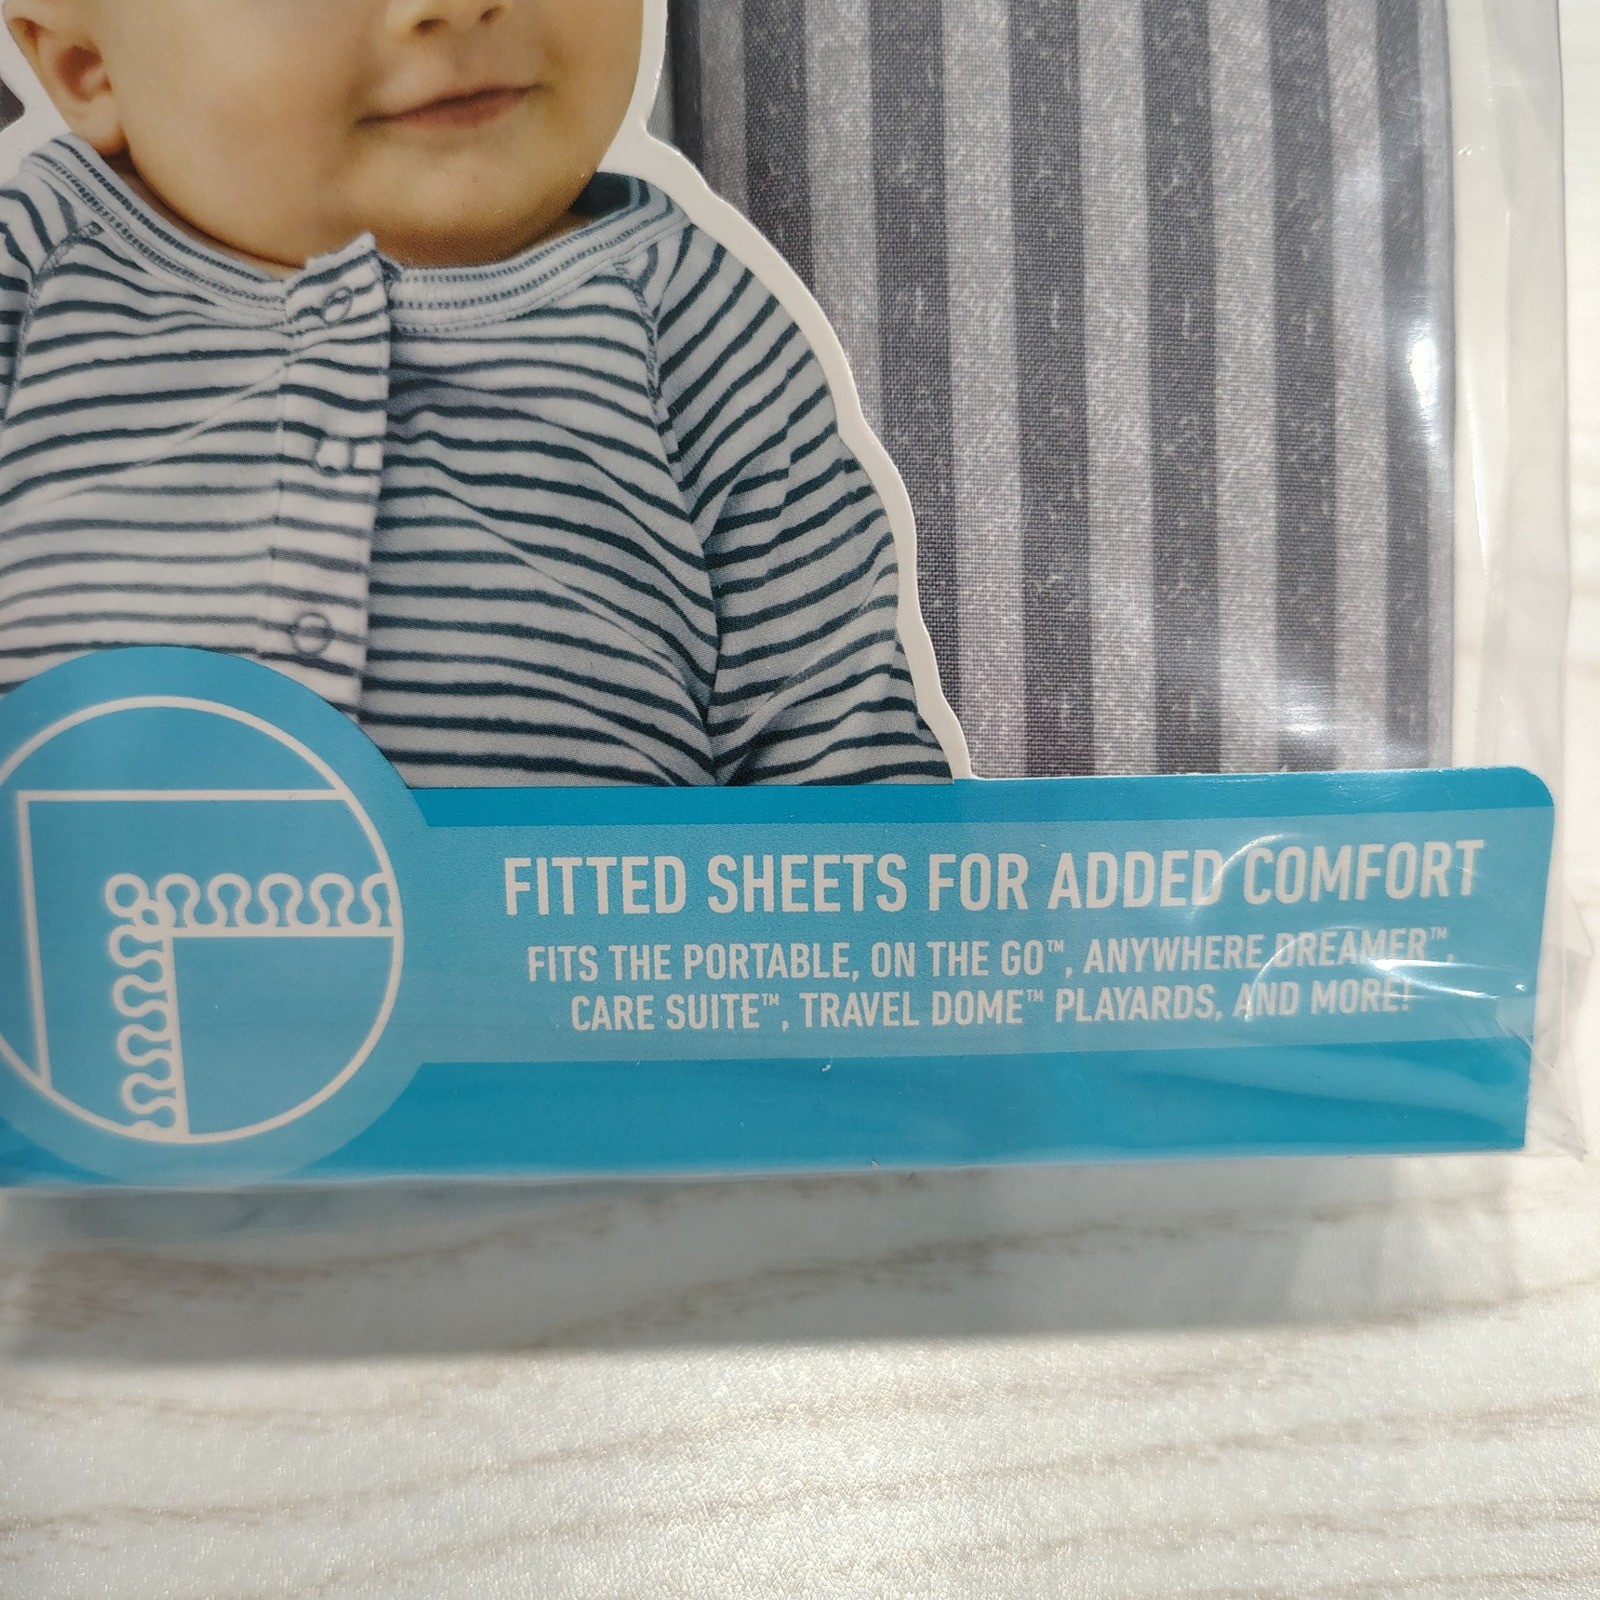 FITTED SHEETS FOR ADDED COMFORT
FITS THE PORTABLE, ON THE GO™, ANYWHERE DREAMER™,
CARE SUITE™, TRAVEL DOME™ PLAYARDS, AND MORE!